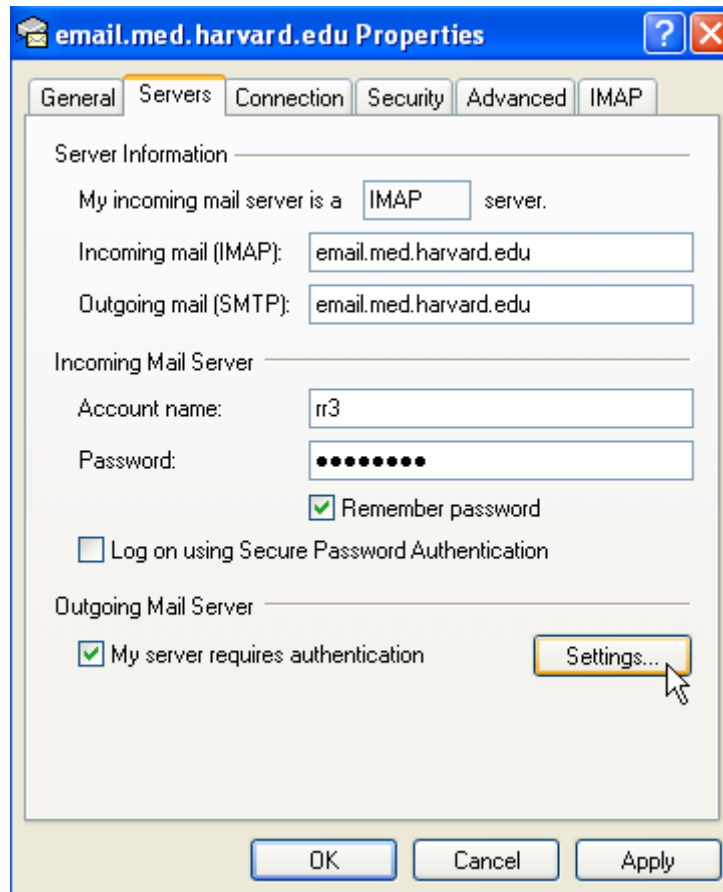 email.med.harvard.edu Properties
General Servers Connection Security Advanced IMAP
Server Information
My incoming mail server is a IMAP server.
Incoming mail (IMAP): email.med.harvard.edu
Outgoing mail (SMTP): email.med.harvard.edu
Incoming Mail Server
Account name: rr3
Password: ●●●●●●●●
Remember password
Log on using Secure Password Authentication
Outgoing Mail Server
My server requires authentication Settings...
OK Cancel Apply